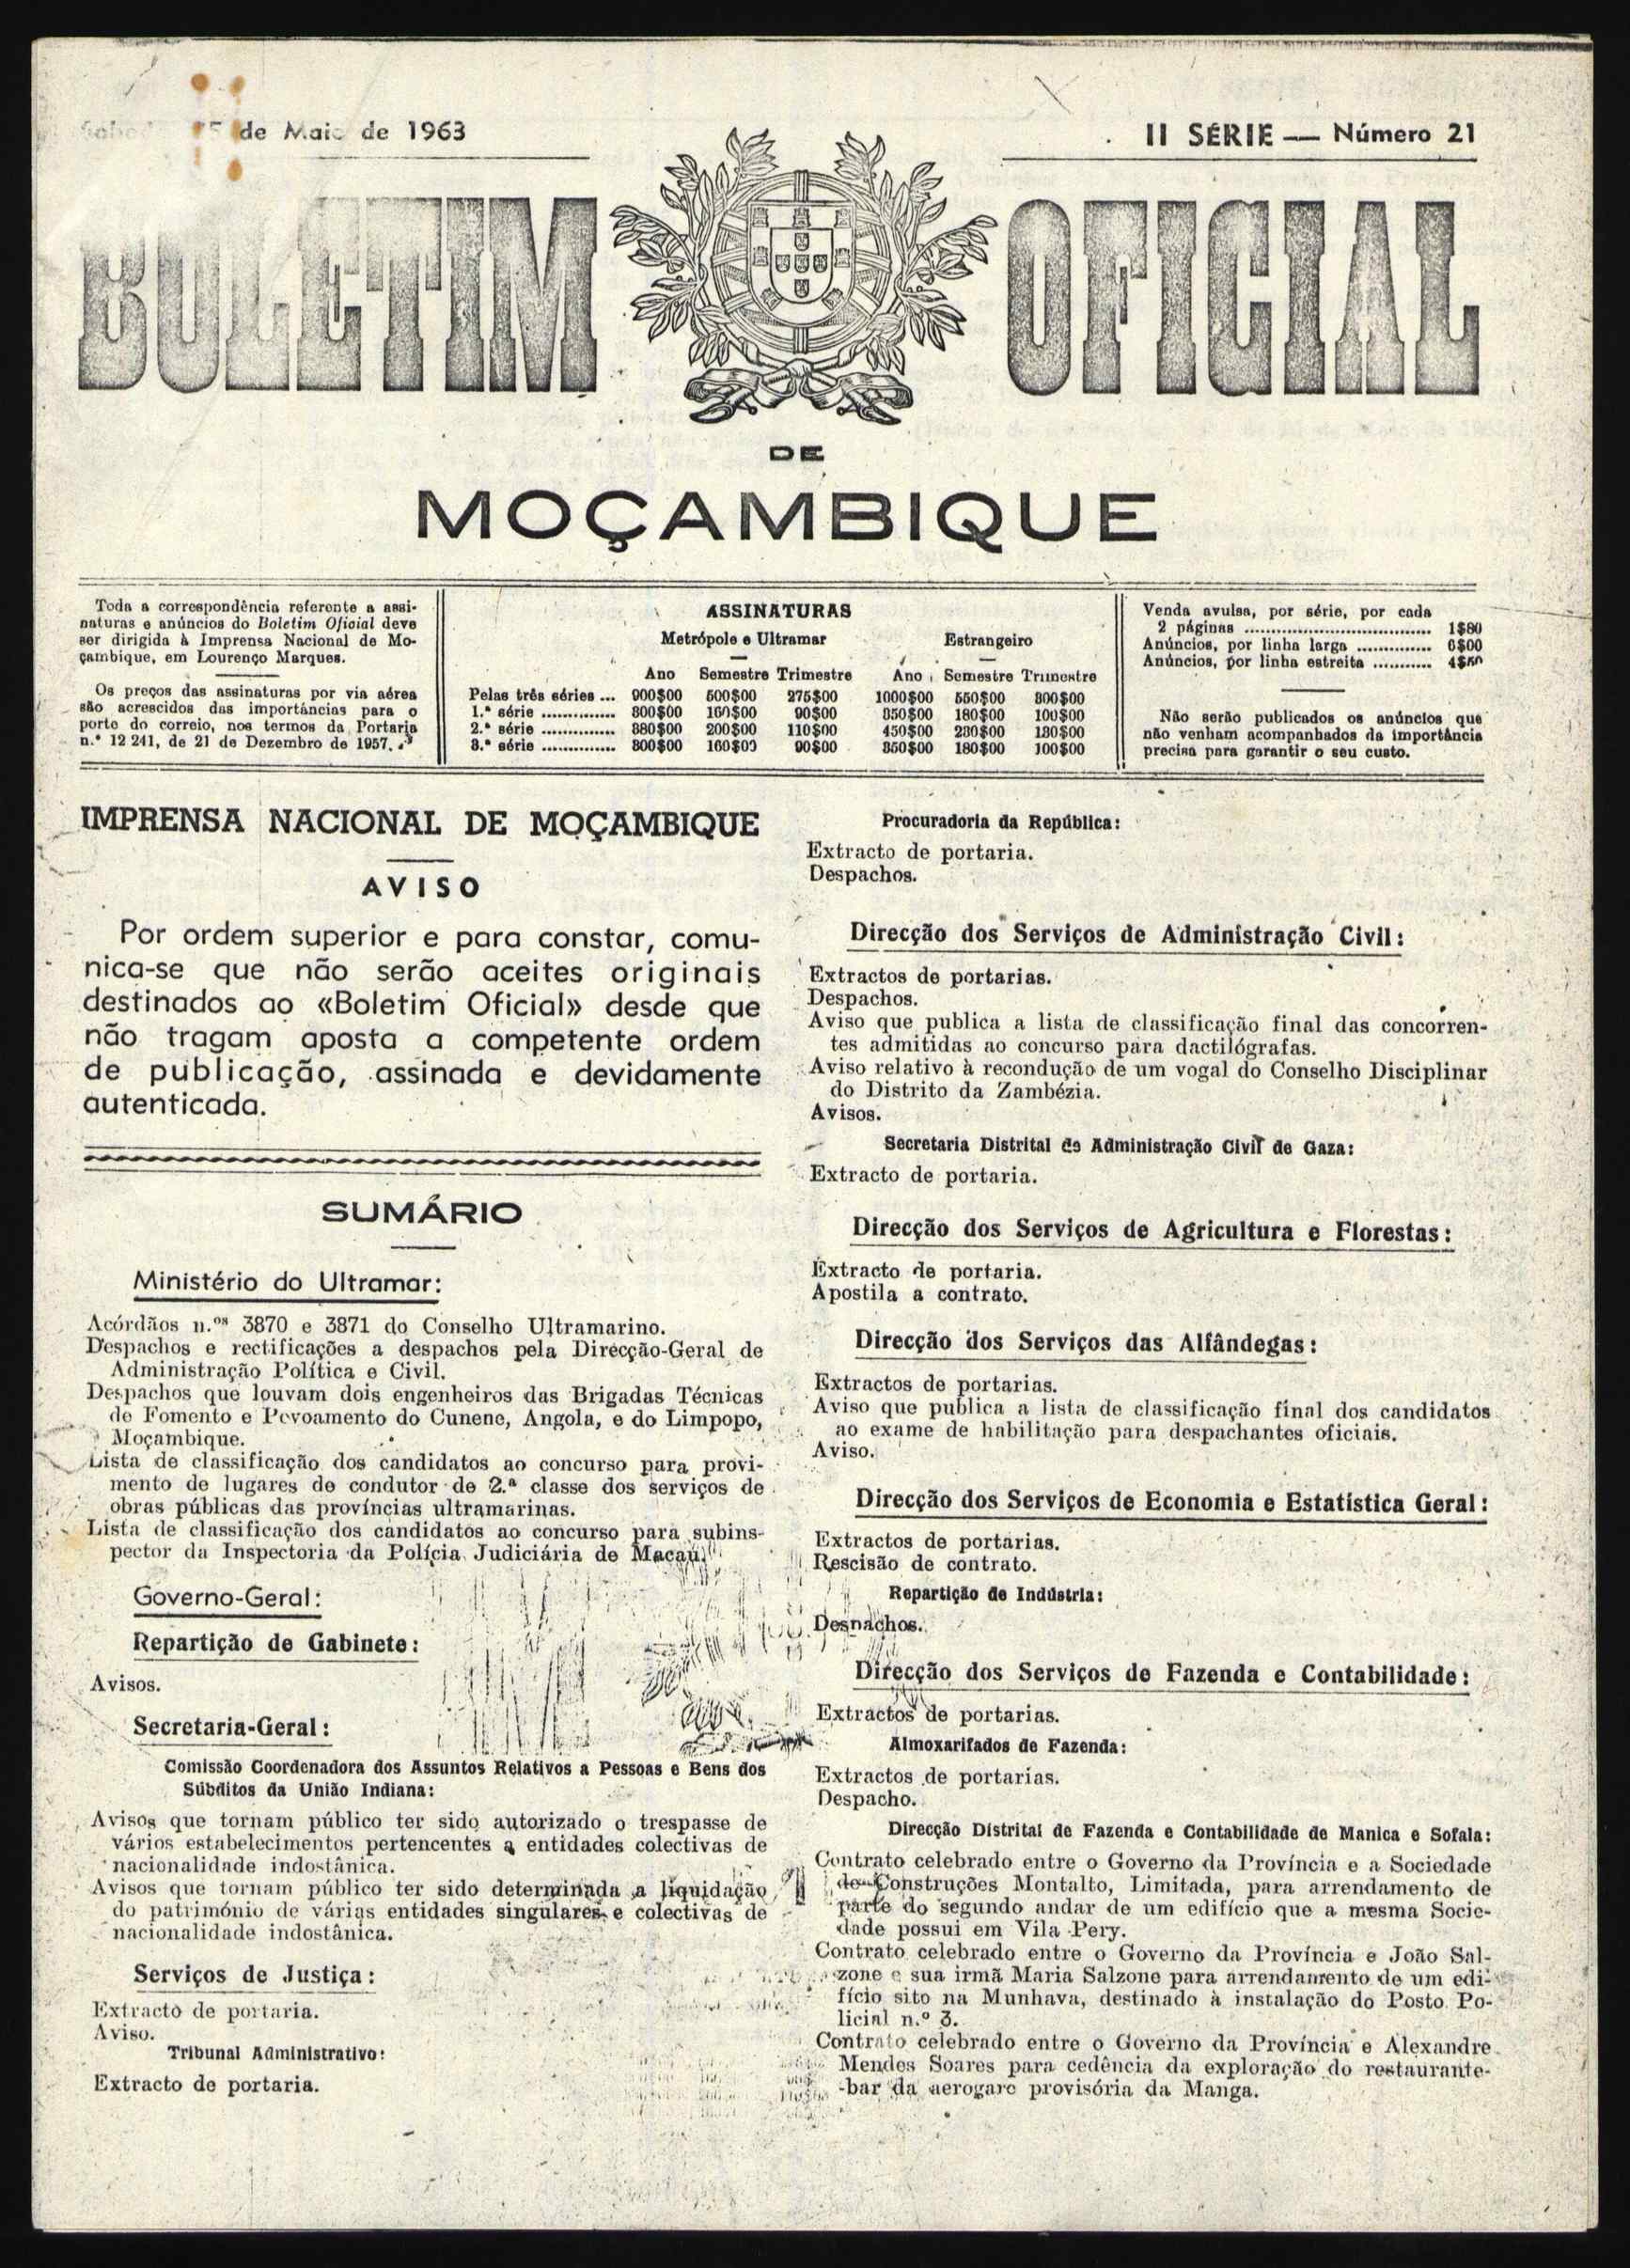 de Maio de 1963
II SÉRIE — Número 21
BOLETIM OFICIAL
DE
MOÇAMBIQUE
Toda a correspondência referente a assi-
naturas e anúncios do Boletim Oficial deve
ser dirigida à Imprensa Nacional de Mo-
çambique, em Lourenço Marques.
Os preços das assinaturas por via aérea
são acrescidos das importâncias para o
porte do correio, nos termos da Portaria
n.º 12 241, de 21 de Dezembro de 1957.
ASSINATURAS
Metrópole e Ultramar Estrangeiro
Ano Semestre Trimestre Ano Semestre Trimestre
Pelas três séries ... 900$00 500$00 275$00 1000$00 550$00 300$00
1.ª série .............. 300$00 160$00 90$00 350$00 180$00 100$00
2.ª série ............. 380$00 200$00 110$00 450$00 230$00 130$00
3.ª série ............. 300$00 160$00 90$00 350$00 180$00 100$00
Venda avulsa, por série, por cada
2 páginas .................................. 1$80
Anúncios, por linha larga .............. 6$00
Anúncios, por linha estreita ........... 4$50
Não serão publicados os anúncios que
não venham acompanhados da importância
precisa para garantir o seu custo.
IMPRENSA NACIONAL DE MOÇAMBIQUE
AVISO
Por ordem superior e para constar, comu-
nica-se que não serão aceites originais
destinados ao «Boletim Oficial» desde que
não tragam aposta a competente ordem
de publicação, assinada e devidamente
autenticada.
SUMÁRIO
Ministério do Ultramar:
Acórdãos n.os 3870 e 3871 do Conselho Ultramarino.
Despachos e rectificações a despachos pela Direcção-Geral de
Administração Política e Civil.
Despachos que louvam dois engenheiros das Brigadas Técnicas
de Fomento e Povoamento do Cunene, Angola, e do Limpopo,
Moçambique.
Lista de classificação dos candidatos ao concurso para provi-
mento de lugares de condutor de 2.ª classe dos serviços de
obras públicas das províncias ultramarinas.
Lista de classificação dos candidatos ao concurso para subins-
pector da Inspectoria da Polícia Judiciária de Macau.
Governo-Geral:
Repartição de Gabinete:
Avisos.
Secretaria-Geral:
Comissão Coordenadora dos Assuntos Relativos a Pessoas e Bens dos
Súbditos da União Indiana:
Avisos que tornam público ter sido autorizado o trespasse de
vários estabelecimentos pertencentes a entidades colectivas de
nacionalidade indostânica.
Avisos que tornam público ter sido determinada a liquidação
do património de várias entidades singulares e colectivas de
nacionalidade indostânica.
Serviços de Justiça:
Extracto de portaria.
Aviso.
Tribunal Administrativo:
Extracto de portaria.
Procuradoria da República:
Extracto de portaria.
Despachos.
Direcção dos Serviços de Administração Civil:
Extractos de portarias.
Despachos.
Aviso que publica a lista de classificação final das concorren-
tes admitidas ao concurso para dactilógrafas.
Aviso relativo à recondução de um vogal do Conselho Disciplinar
do Distrito da Zambézia.
Avisos.
Secretaria Distrital de Administração Civil de Gaza:
Extracto de portaria.
Direcção dos Serviços de Agricultura e Florestas:
Extracto de portaria.
Apostila a contrato.
Direcção dos Serviços das Alfândegas:
Extractos de portarias.
Aviso que publica a lista de classificação final dos candidatos
ao exame de habilitação para despachantes oficiais.
Aviso.
Direcção dos Serviços de Economia e Estatística Geral:
Extractos de portarias.
Rescisão de contrato.
Repartição de Indústria:
Despachos.
Direcção dos Serviços de Fazenda e Contabilidade:
Extractos de portarias.
Almoxarifados de Fazenda:
Extractos de portarias.
Despacho.
Direcção Distrital de Fazenda e Contabilidade de Manica e Sofala:
Contrato celebrado entre o Governo da Província e a Sociedade
de Construções Montalto, Limitada, para arrendamento de
parte do segundo andar de um edifício que a mesma Socie-
dade possui em Vila Pery.
Contrato celebrado entre o Governo da Província e João Sal-
zone e sua irmã Maria Salzone para arrendamento de um edi-
fício sito na Munhava, destinado à instalação do Posto Po-
licial n.º 3.
Contrato celebrado entre o Governo da Província e Alexandre
Mendes Soares para cedência da exploração do restaurante-
-bar da aerogare provisória da Manga.